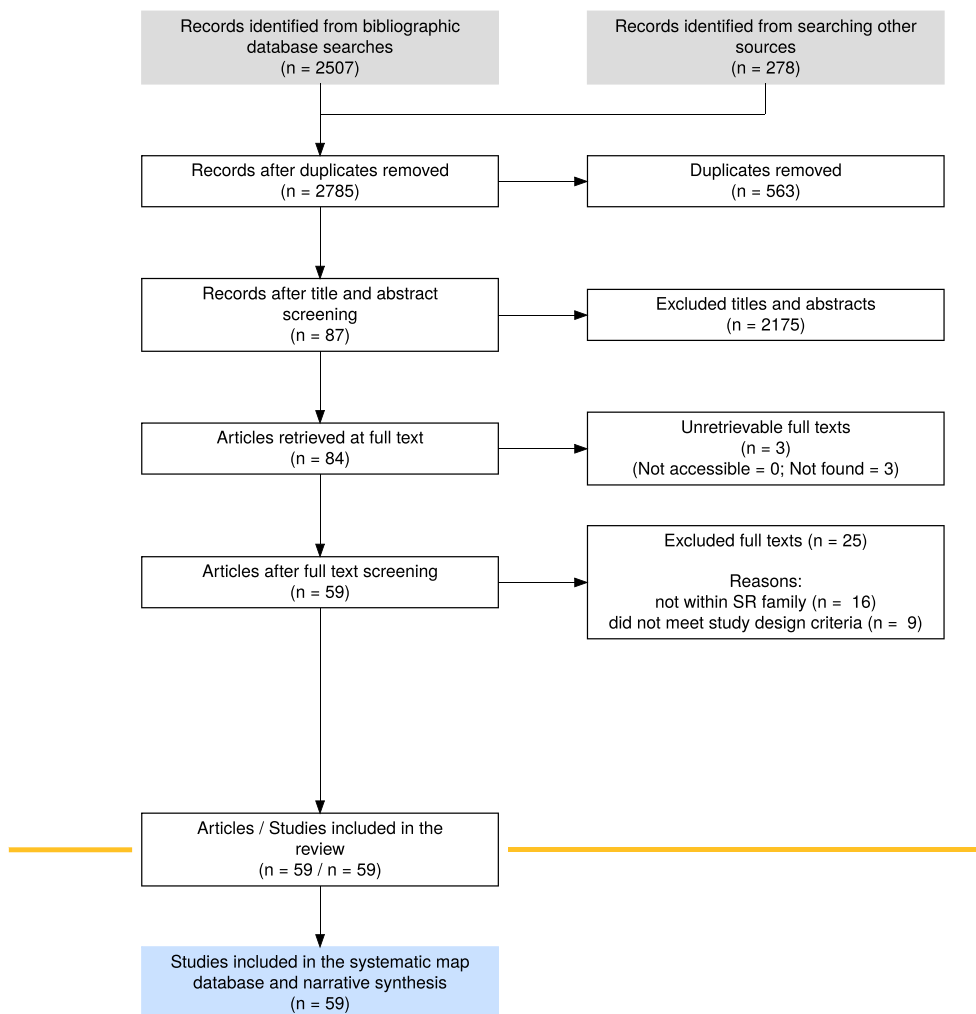 Records identified from bibliographic
database searches
(n = 2507)
Records identified from searching other
sources
(n = 278)
Records after duplicates removed
(n = 2785)
Duplicates removed
(n = 563)
Records after title and abstract
screening
(n = 87)
Excluded titles and abstracts
(n = 2175)
Articles retrieved at full text
(n = 84)
Unretrievable full texts
(n = 3)
(Not accessible = 0; Not found = 3)
Articles after full text screening
(n = 59)
Excluded full texts (n = 25)
Reasons:
not within SR family (n =  16)
did not meet study design criteria (n =  9)
Articles / Studies included in the
review
(n = 59 / n = 59)
Studies included in the systematic map
database and narrative synthesis
(n = 59)